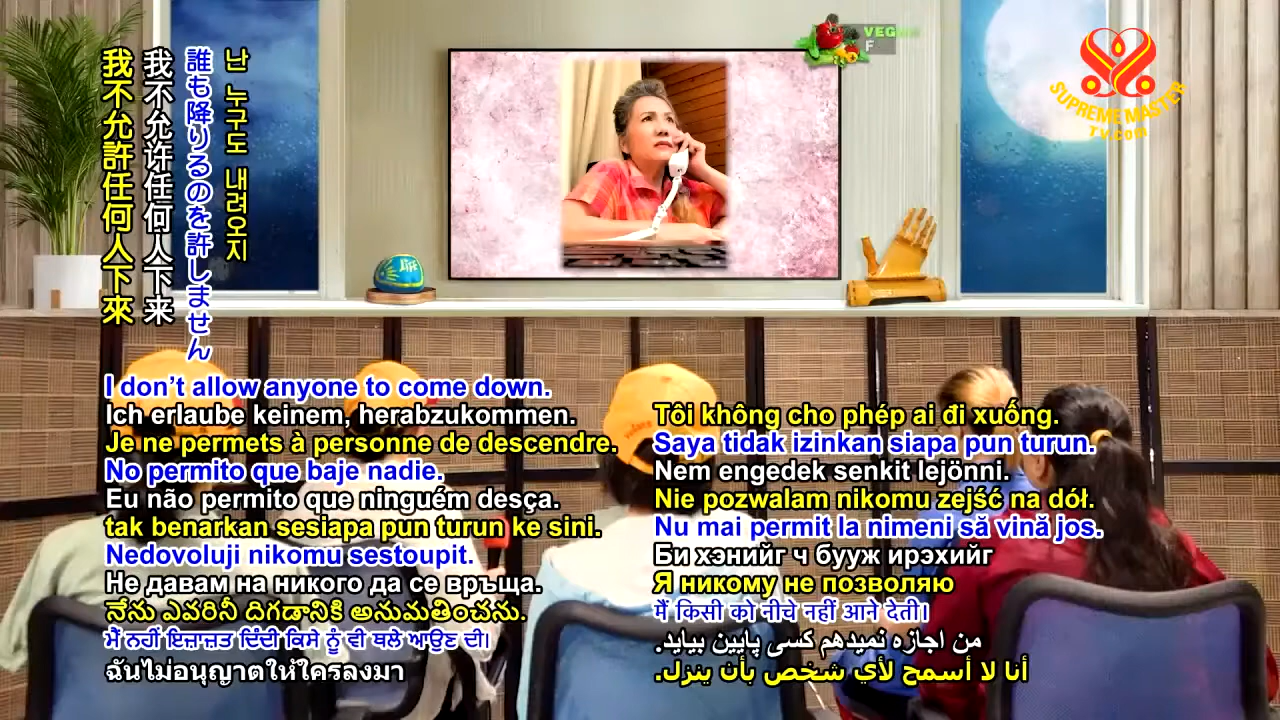 VEG
F
SUPREME MASTER
TV.com
LIFE
我不允許任何人下來
我不允许任何人下来
誰も降りるのを許しません
난 누구도 내려오지
I don’t allow anyone to come down.
Ich erlaube keinem, herabzukommen.
Je ne permets à personne de descendre.
No permito que baje nadie.
Eu não permito que ninguém desça.
tak benarkan sesiapa pun turun ke sini.
Nedovoluji nikomu sestoupit.
Не давам на никого да се връща.
నేను ఎవరినీ దిగడానికి అనుమతించను.
ਮੈਂ ਨਹੀਂ ਇਜ਼ਾਜ਼ਤ ਦਿੰਦੀ ਕਿਸੇ ਨੂੰ ਵੀ ਥਲੇ ਆਉਣ ਦੀ।
ฉันไม่อนุญาตให้ใครลงมา
Tôi không cho phép ai đi xuống.
Saya tidak izinkan siapa pun turun.
Nem engedek senkit lejönni.
Nie pozwalam nikomu zejść na dół.
Nu mai permit la nimeni să vină jos.
Би хэнийг ч бууж ирэхийг
Я никому не позволяю
मैं किसी को नीचे नहीं आने देती।
من اجازه نمیدهم کسی پایین بیاید.
أنا لا أسمح لأي شخص بأن ينزل.